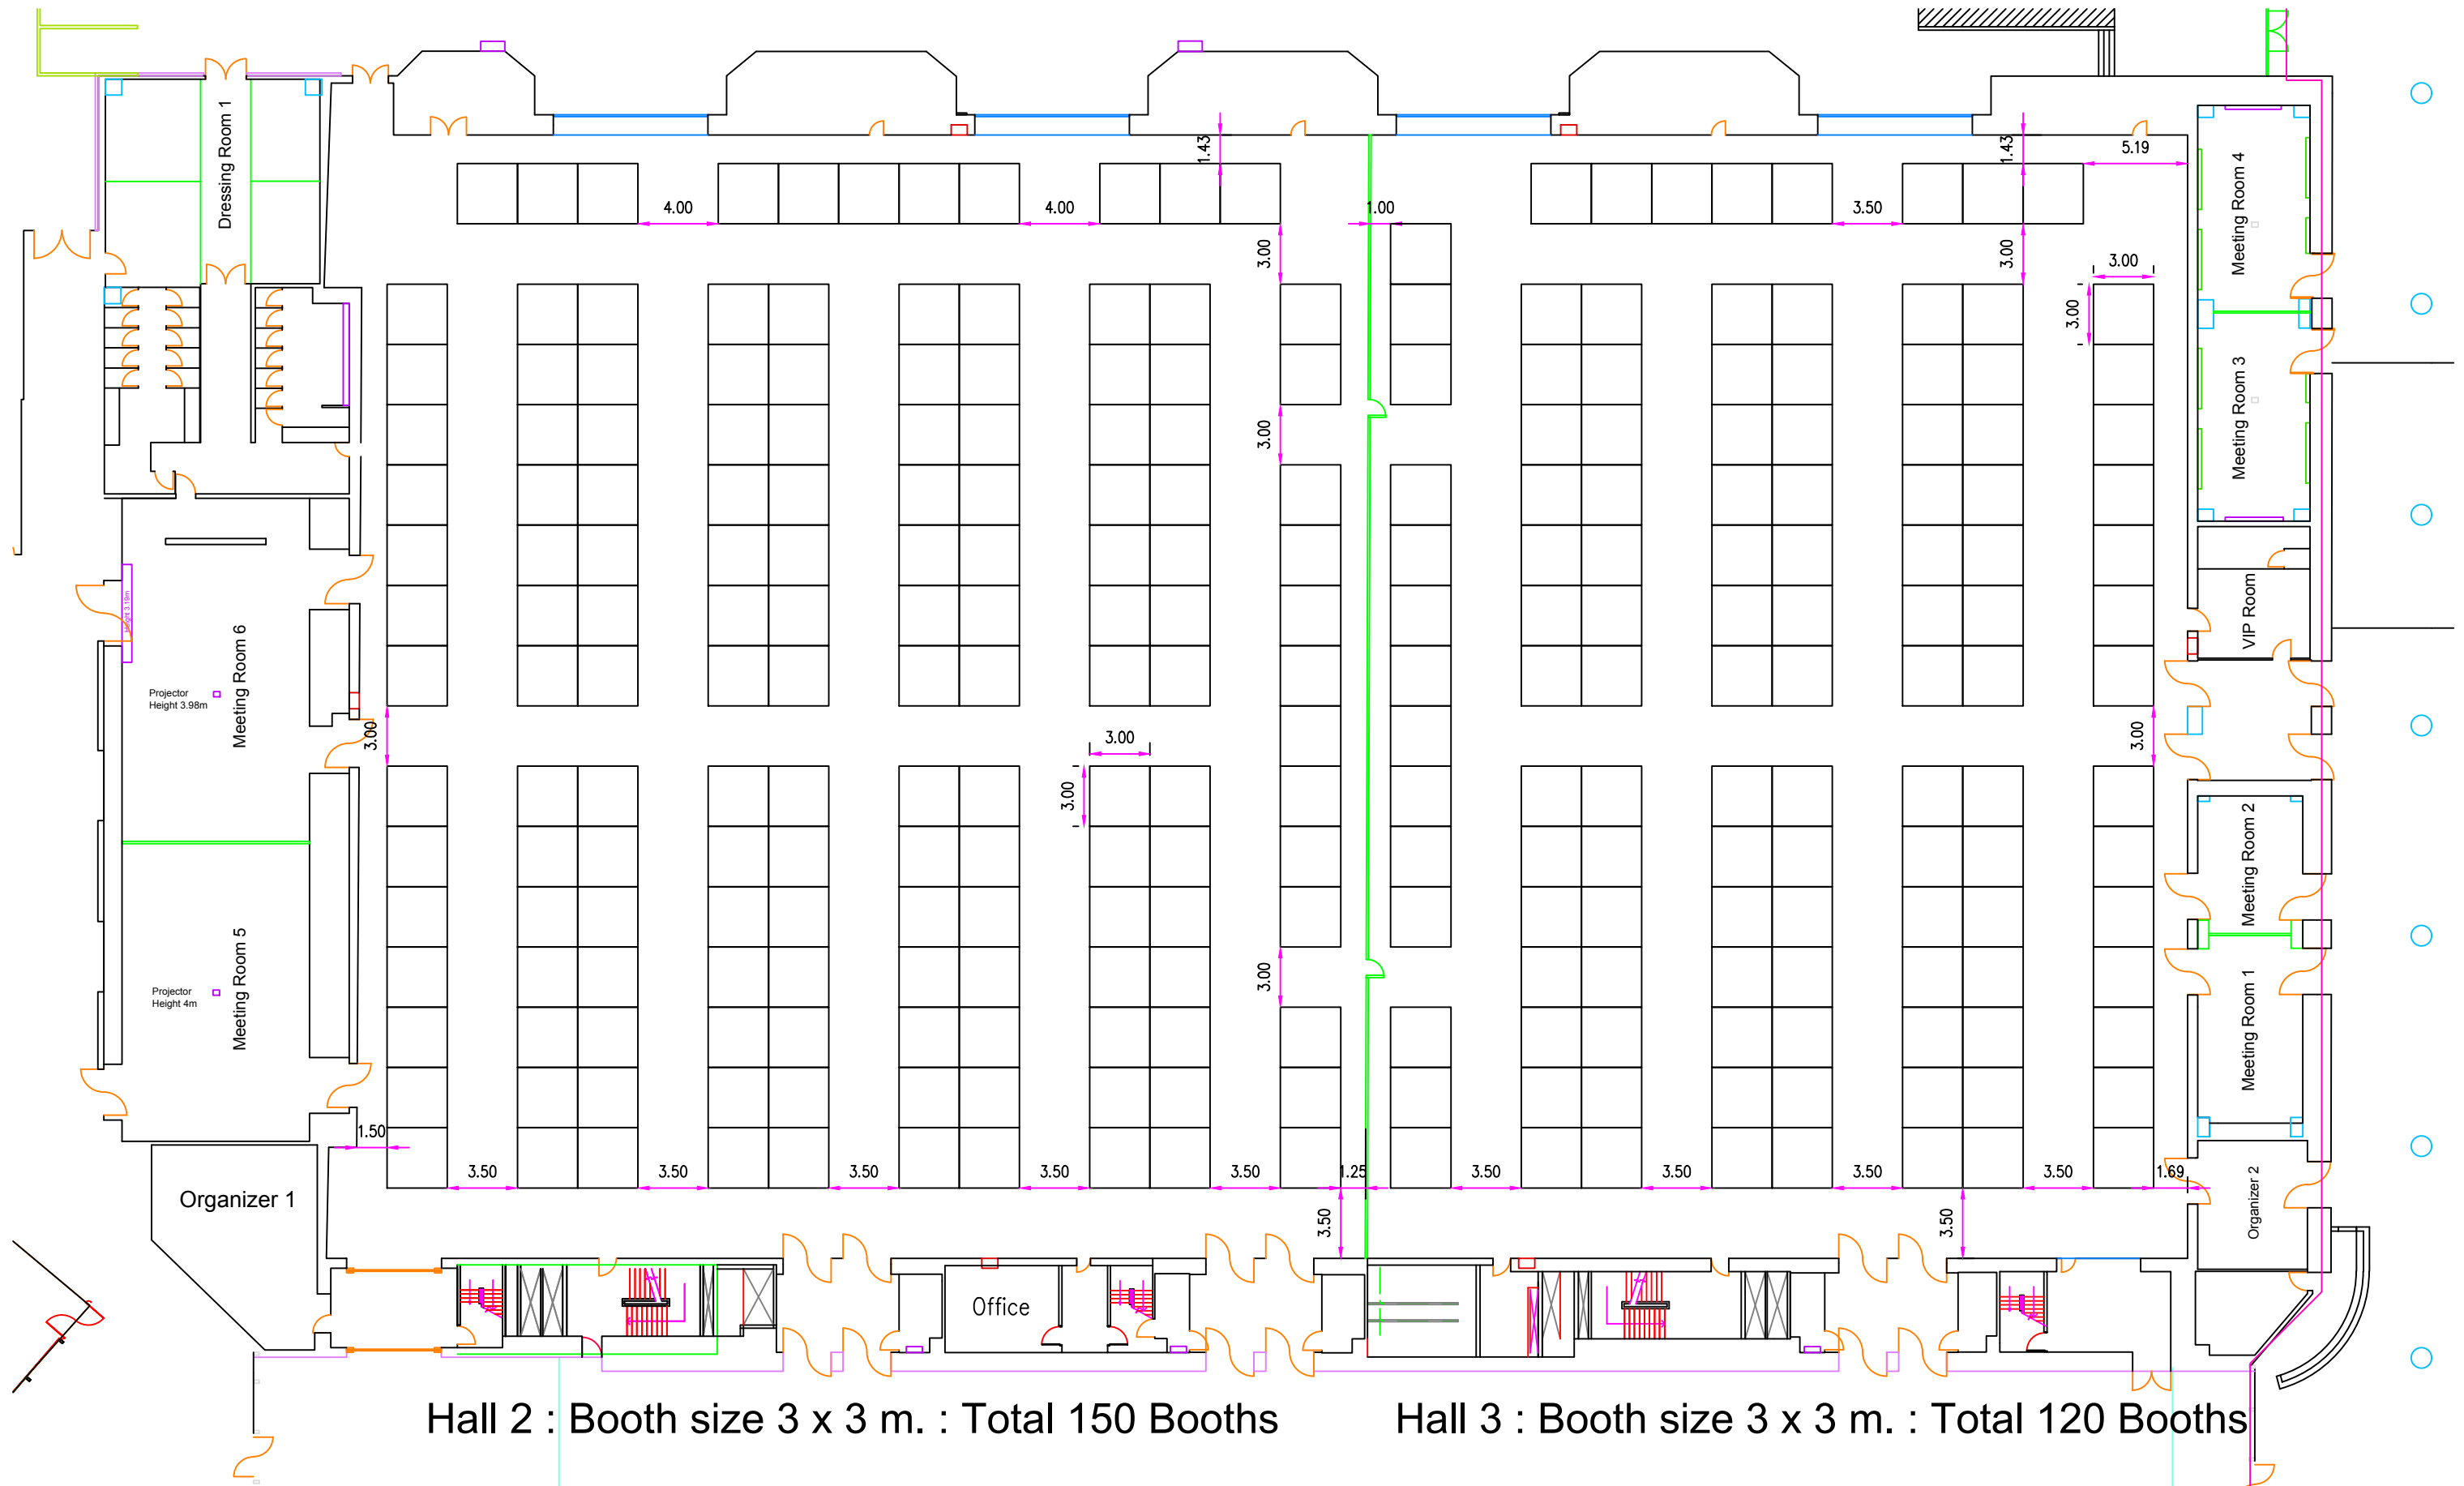 Dressing Room 1
1.43
1.43
5.19
Meeting Room 4
4.00
4.00
1.00
3.50
3.00
3.00
3.00
3.00
Meeting Room 3
3.00
Height 3.19m
VIP Room
Meeting Room 6
Projector
Height 3.98m
3.00
3.00
3.00
3.00
Meeting Room 2
Meeting Room 5
Projector
Height 4m
3.00
Meeting Room 1
1.50
3.50
3.50
3.50
3.50
3.50
1.25
3.50
3.50
3.50
3.50
1.69
Organizer 1
Organizer 2
3.50
3.50
Office
Hall 2 : Booth size 3 x 3 m. : Total 150 Booths
Hall 3 : Booth size 3 x 3 m. : Total 120 Booths